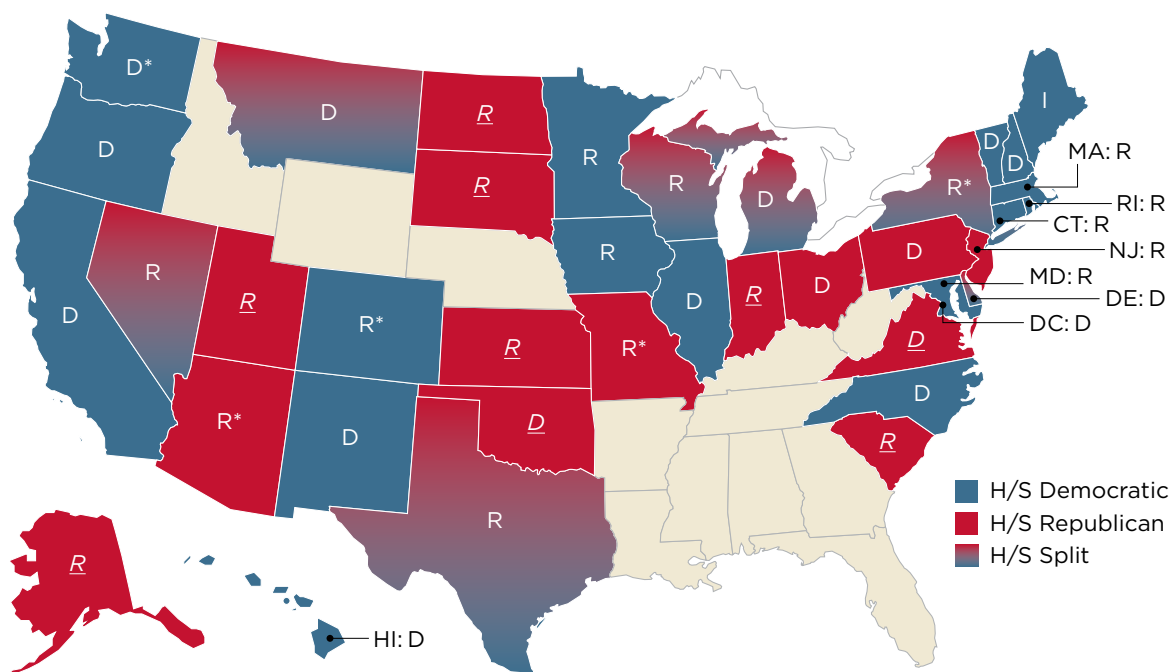 D*
D
R
I
D
R
D
D
MA: R
D
R
R
R
R*
D
RI: R
CT: R
R
R
D
NJ: R
R
D
D
MD: R
R
D
DE: D
D
R*
DC: D
R
R*
D
D
R*
D
D
R
H/S Democratic
R
H/S Republican
H/S Split
R
HI: D